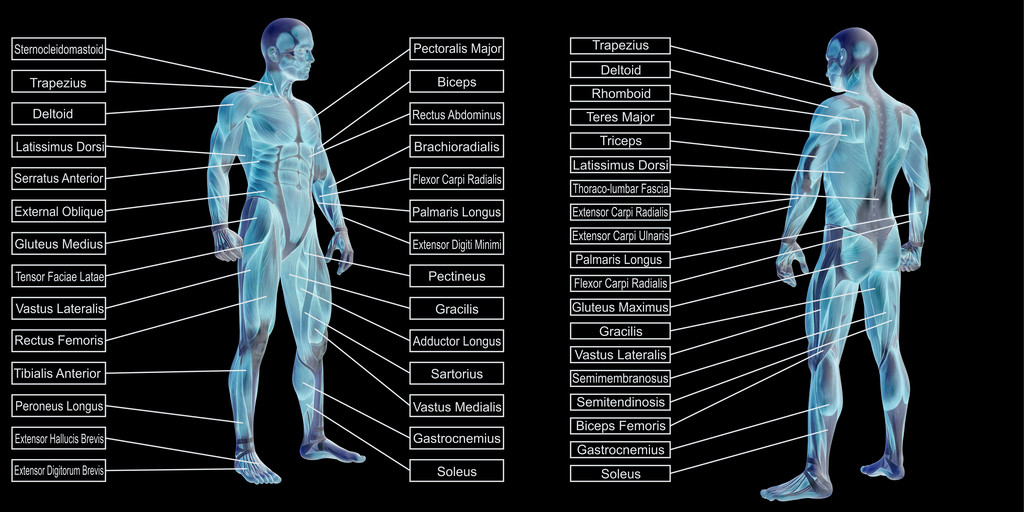 Sternocleidomastoid
Trapezius
Deltoid
Latissimus Dorsi
Serratus Anterior
External Oblique
Gluteus Medius
Tensor Faciae Latae
Vastus Lateralis
Rectus Femoris
Tibialis Anterior
Peroneus Longus
Extensor Hallucis Brevis
Extensor Digitorum Brevis
Pectoralis Major
Biceps
Rectus Abdominus
Brachioradialis
Flexor Carpi Radialis
Palmaris Longus
Extensor Digiti Minimi
Pectineus
Gracilis
Adductor Longus
Sartorius
Vastus Medialis
Gastrocnemius
Soleus
Trapezius
Deltoid
Rhomboid
Teres Major
Triceps
Latissimus Dorsi
Thoraco-lumbar Fascia
Extensor Carpi Radialis
Extensor Carpi Ulnaris
Palmaris Longus
Flexor Carpi Radialis
Gluteus Maximus
Gracilis
Vastus Lateralis
Semimembranosus
Semitendinosis
Biceps Femoris
Gastrocnemius
Soleus